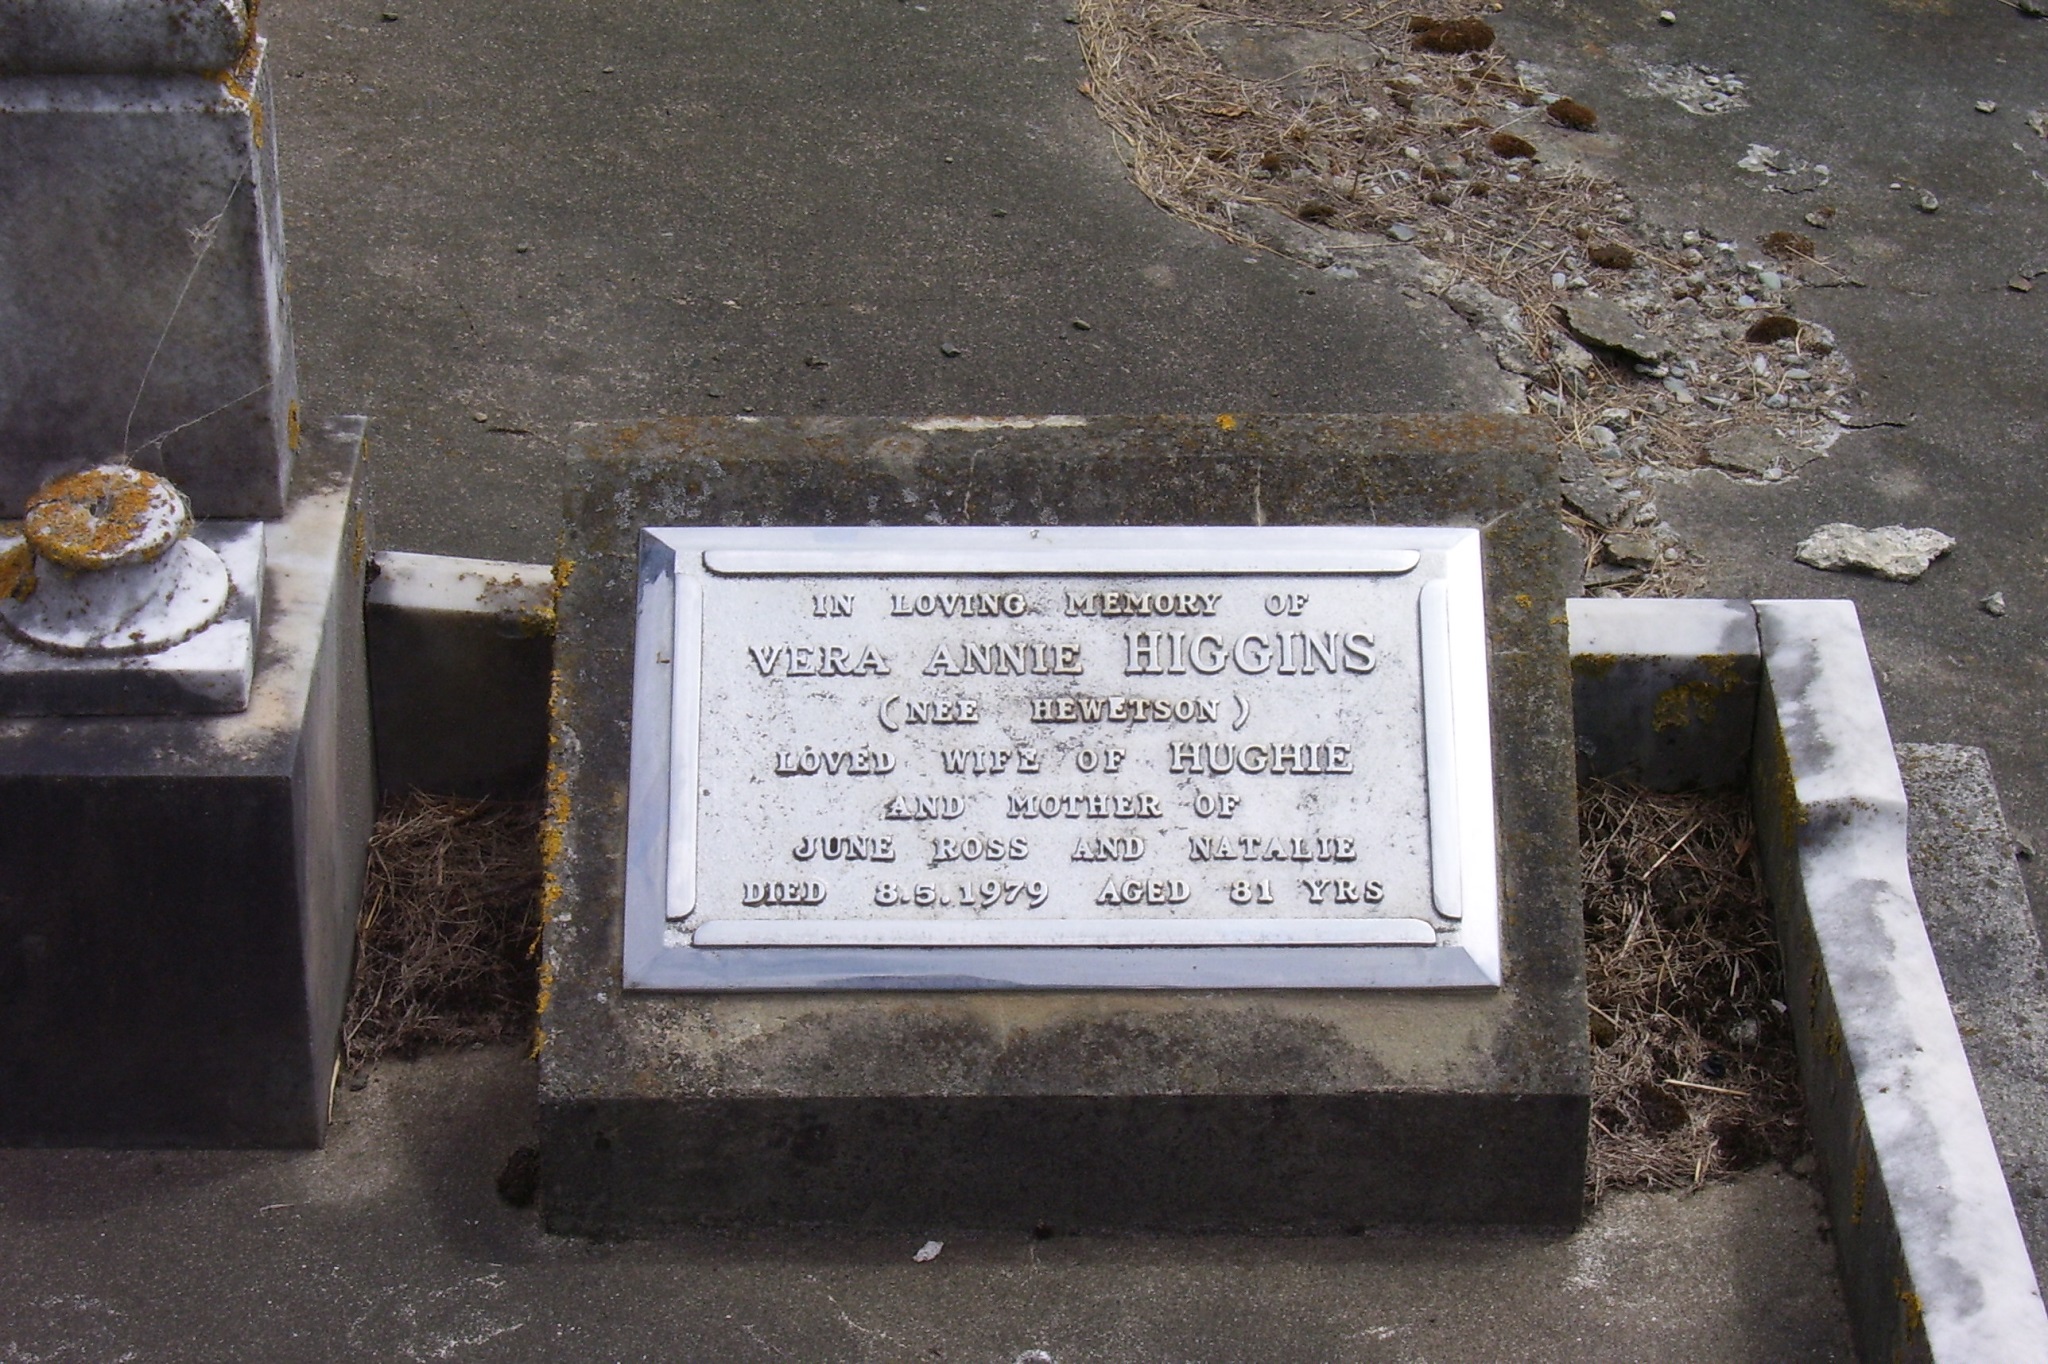 IN LOVING MEMORY OF
VERA ANNIE HIGGINS
(NEE HEWETSON)
LOVED WIFE OF HUGHIE
AND MOTHER OF
JUNE ROSS AND NATALIE
DIED 8.5.1979 AGED 81 YRS